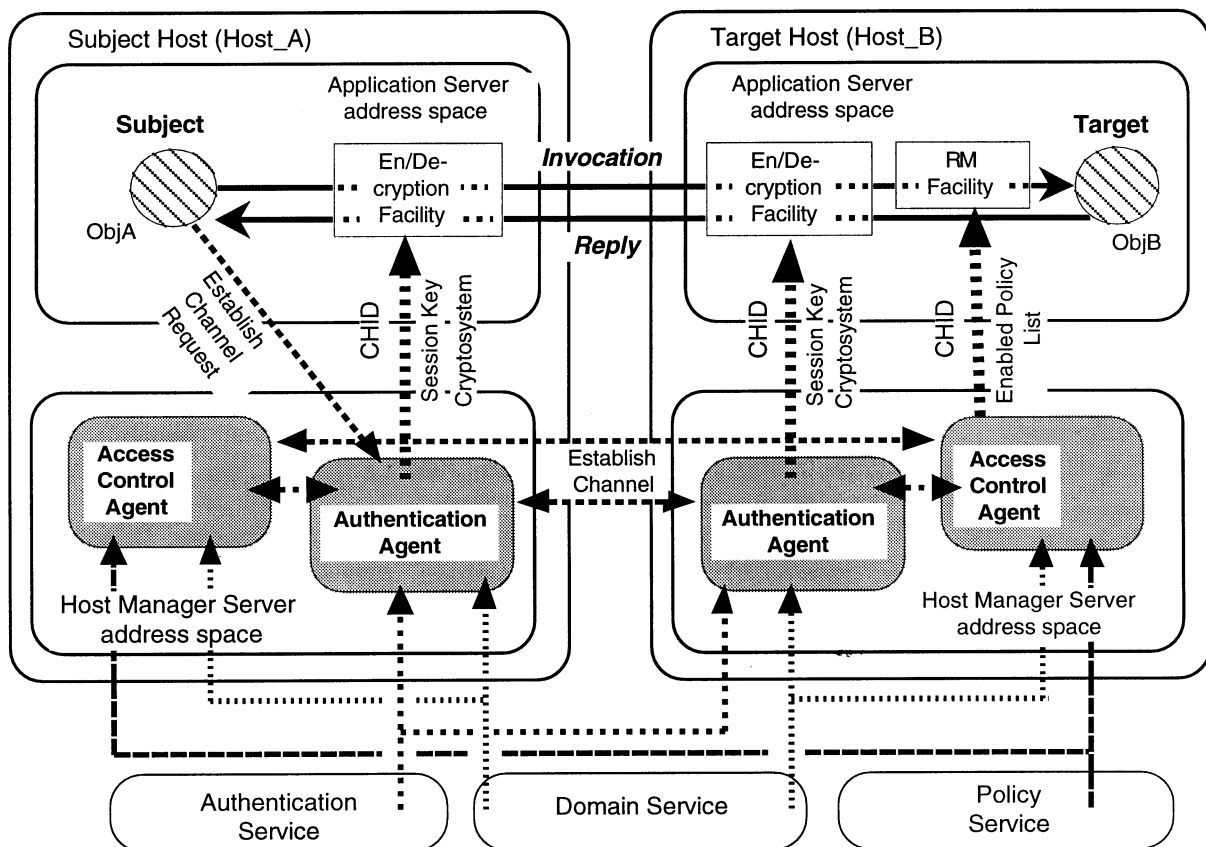 Subject Host (Host_A)
Target Host (Host_B)
Application Server
address space
Application Server
address space
Subject
Target
En/De-
cryption
Facility
Invocation
En/De-
cryption
Facility
RM
Facility
ObjA
Reply
ObjB
Establish
Channel
Request
CHID
Session Key
Cryptosystem
CHID
Session Key
Cryptosystem
CHID
Enabled Policy
List
Access
Control
Agent
Authentication
Agent
Establish
Channel
Authentication
Agent
Access
Control
Agent
Host Manager Server
address space
Host Manager Server
address space
Authentication
Service
Domain Service
Policy
Service